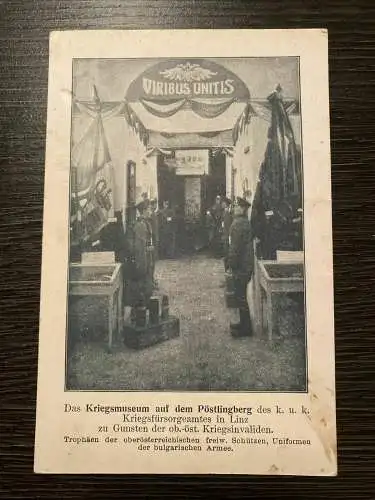 VIRIBUS UNITIS
Das Kriegsmuseum auf dem Pöstlingberg des k. u. k.
Kriegsfürsorgeamtes in Linz
zu Gunsten der ob.-öst. Kriegsinvaliden.
Trophäen der oberösterreichischen freiw. Schützen, Uniformen
der bulgarischen Armee.